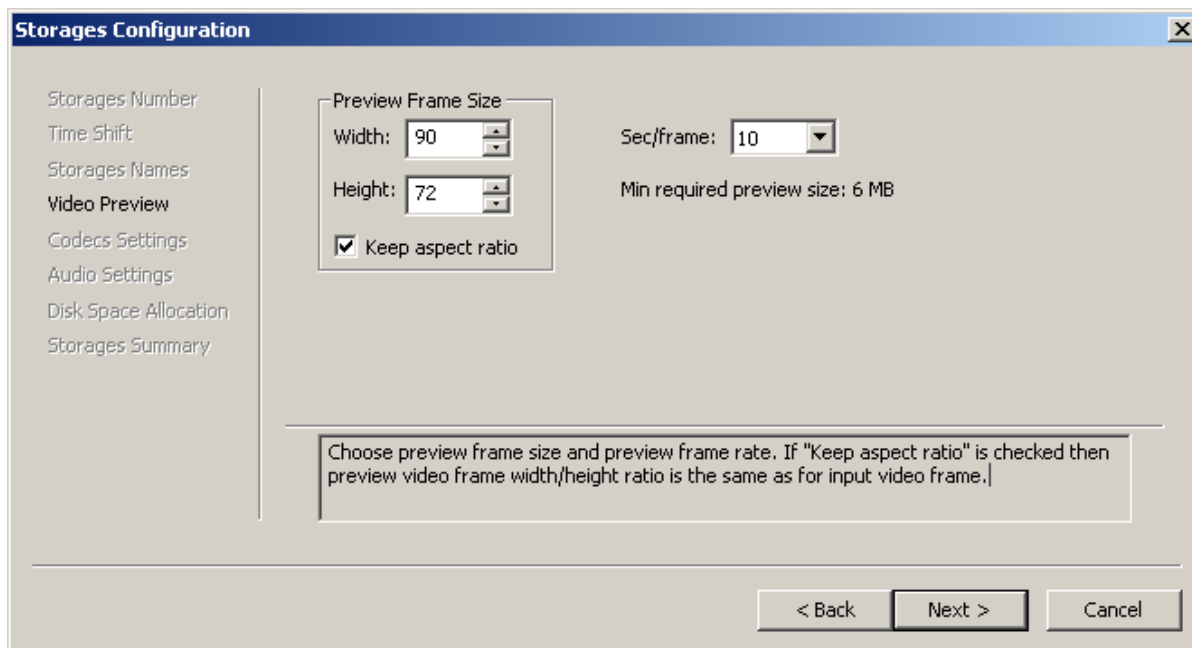 Storages Configuration
Storages Number
Time Shift
Storages Names
Video Preview
Codecs Settings
Audio Settings
Disk Space Allocation
Storages Summary
Preview Frame Size
Width: 90
Height: 72
Keep aspect ratio
Sec/frame: 10
Min required preview size: 6 MB
Choose preview frame size and preview frame rate. If "Keep aspect ratio" is checked then
preview video frame width/height ratio is the same as for input video frame.
< Back
Next >
Cancel